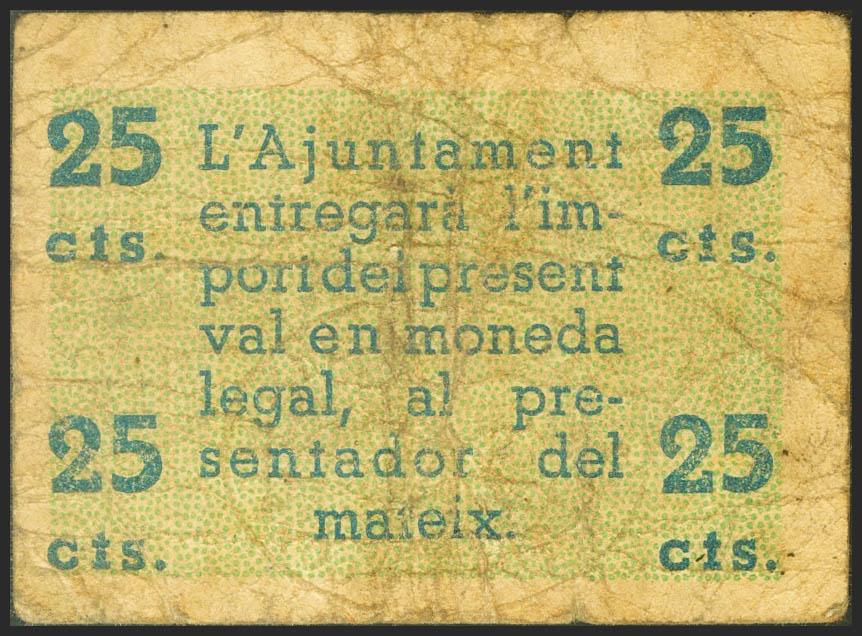 25 25
cts. cts.
L'Ajuntament
entregarà l'im-
port del present
val en moneda
legal, al pre-
sentador del
mateix.
25 25
cts. cts.